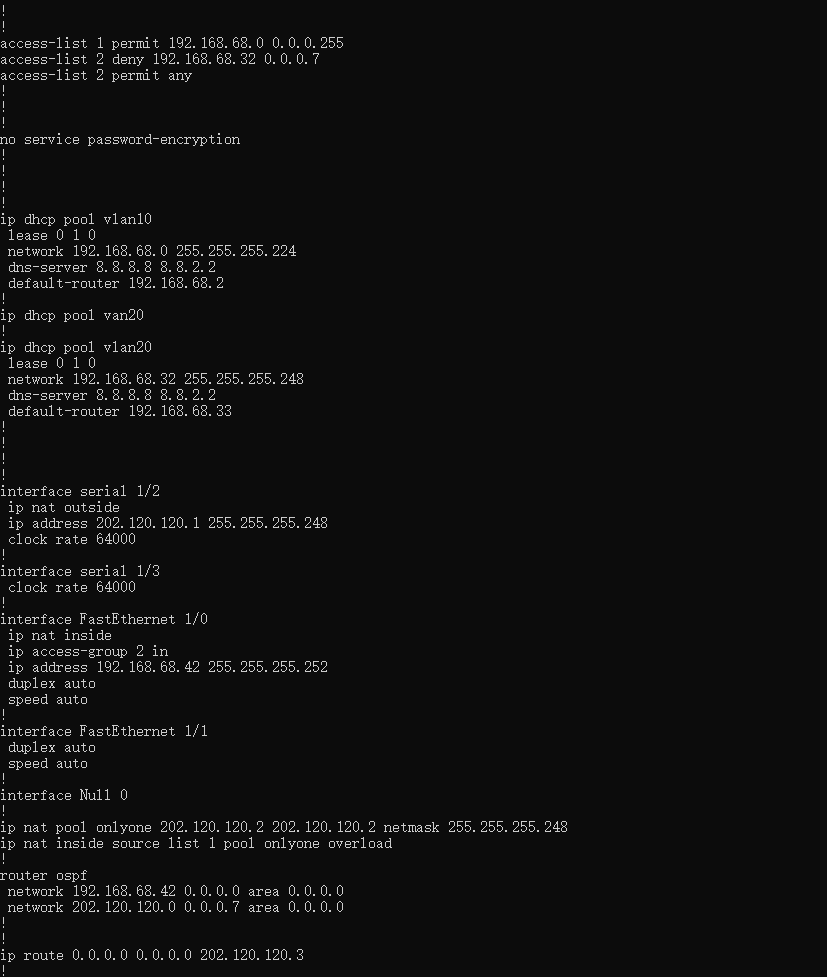 !
!
access-list 1 permit 192.168.68.0 0.0.0.255
access-list 2 deny 192.168.68.32 0.0.0.7
access-list 2 permit any
!
!
!
no service password-encryption
!
!
!
!
ip dhcp pool vlan10
 lease 0 1 0
 network 192.168.68.0 255.255.255.224
 dns-server 8.8.8.8 8.8.2.2
 default-router 192.168.68.2
!
ip dhcp pool van20
!
ip dhcp pool vlan20
 lease 0 1 0
 network 192.168.68.32 255.255.255.248
 dns-server 8.8.8.8 8.8.2.2
 default-router 192.168.68.33
!
!
!
!
interface serial 1/2
 ip nat outside
 ip address 202.120.120.1 255.255.255.248
 clock rate 64000
!
interface serial 1/3
 clock rate 64000
!
interface FastEthernet 1/0
 ip nat inside
 ip access-group 2 in
 ip address 192.168.68.42 255.255.255.252
 duplex auto
 speed auto
!
interface FastEthernet 1/1
 duplex auto
 speed auto
!
interface Null 0
!
ip nat pool onlyone 202.120.120.2 202.120.120.2 netmask 255.255.255.248
ip nat inside source list 1 pool onlyone overload
!
router ospf
 network 192.168.68.42 0.0.0.0 area 0.0.0.0
 network 202.120.120.0 0.0.0.7 area 0.0.0.0
!
!
ip route 0.0.0.0 0.0.0.0 202.120.120.3
!